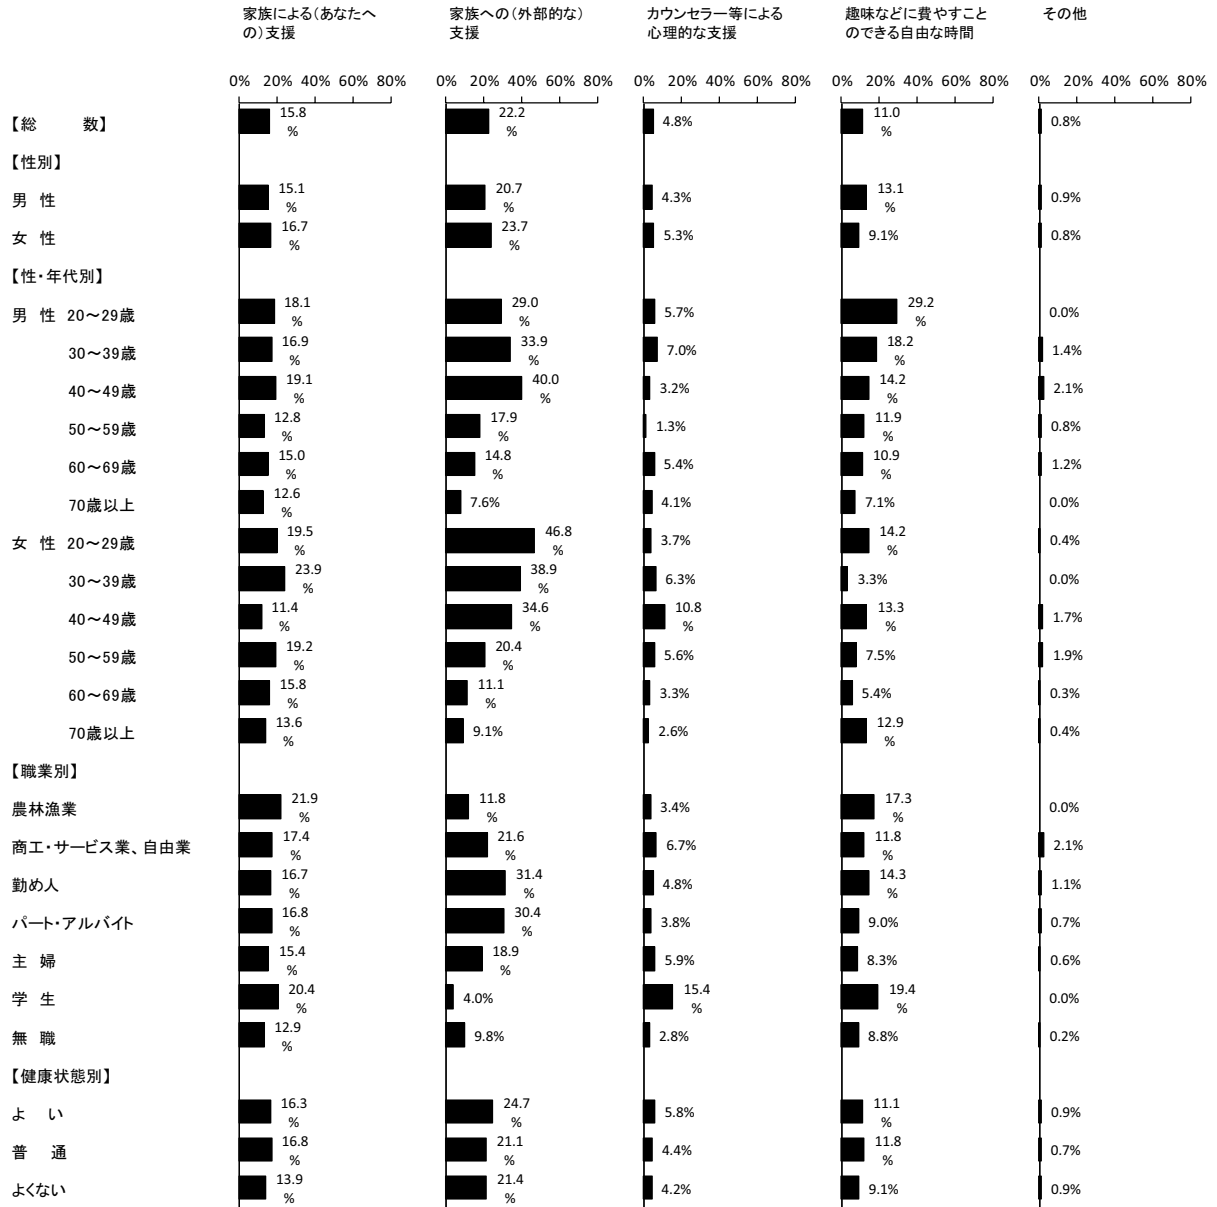 家族による(あなたへの)支援 家族への(外部的な)支援 カウンセラー等による心理的な支援 趣味などに費やすことのできる自由な時間 その他
0% 20% 40% 60% 80% 0% 20% 40% 60% 80% 0% 20% 40% 60% 80% 0% 20% 40% 60% 80% 0% 20% 40% 60% 80%
【総 数】 15.8% 22.2% 4.8% 11.0% 0.8%
【性別】
男 性 15.1% 20.7% 4.3% 13.1% 0.9%
女 性 16.7% 23.7% 5.3% 9.1% 0.8%
【性・年代別】
男 性 20～29歳 18.1% 29.0% 5.7% 29.2% 0.0%
30～39歳 16.9% 33.9% 7.0% 18.2% 1.4%
40～49歳 19.1% 40.0% 3.2% 14.2% 2.1%
50～59歳 12.8% 17.9% 1.3% 11.9% 0.8%
60～69歳 15.0% 14.8% 5.4% 10.9% 1.2%
70歳以上 12.6% 7.6% 4.1% 7.1% 0.0%
女 性 20～29歳 19.5% 46.8% 3.7% 14.2% 0.4%
30～39歳 23.9% 38.9% 6.3% 3.3% 0.0%
40～49歳 11.4% 34.6% 10.8% 13.3% 1.7%
50～59歳 19.2% 20.4% 5.6% 7.5% 1.9%
60～69歳 15.8% 11.1% 3.3% 5.4% 0.3%
70歳以上 13.6% 9.1% 2.6% 12.9% 0.4%
【職業別】
農林漁業 21.9% 11.8% 3.4% 17.3% 0.0%
商工・サービス業、自由業 17.4% 21.6% 6.7% 11.8% 2.1%
勤め人 16.7% 31.4% 4.8% 14.3% 1.1%
パート・アルバイト 16.8% 30.4% 3.8% 9.0% 0.7%
主 婦 15.4% 18.9% 5.9% 8.3% 0.6%
学 生 20.4% 4.0% 15.4% 19.4% 0.0%
無 職 12.9% 9.8% 2.8% 8.8% 0.2%
【健康状態別】
よ い 16.3% 24.7% 5.8% 11.1% 0.9%
普 通 16.8% 21.1% 4.4% 11.8% 0.7%
よくない 13.9% 21.4% 4.2% 9.1% 0.9%